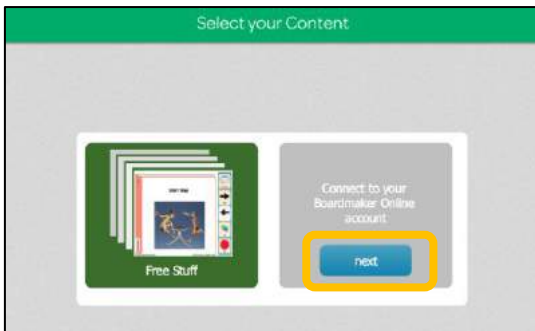 Select your Content
Free Stuff
Connect to your
Boardmaker Online
account
next